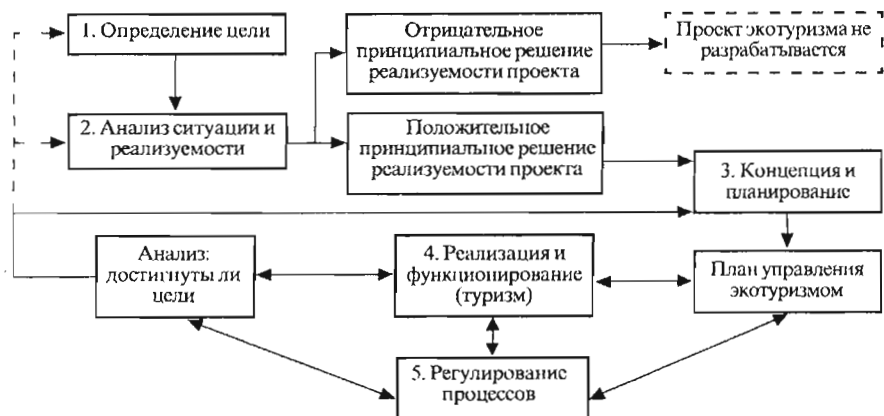 1. Определение цели
Отрицательное
принципиальное решение
реализуемости проекта
Проект экотуризма не
разрабатывается
2. Анализ ситуации и
реализуемости
Положительное
принципиальное решение
реализуемости проекта
3. Концепция и
планирование
Анализ:
достигнуты ли
цели
4. Реализация и
функционирование
(туризм)
План управления
экотуризмом
5. Регулирование
процессов